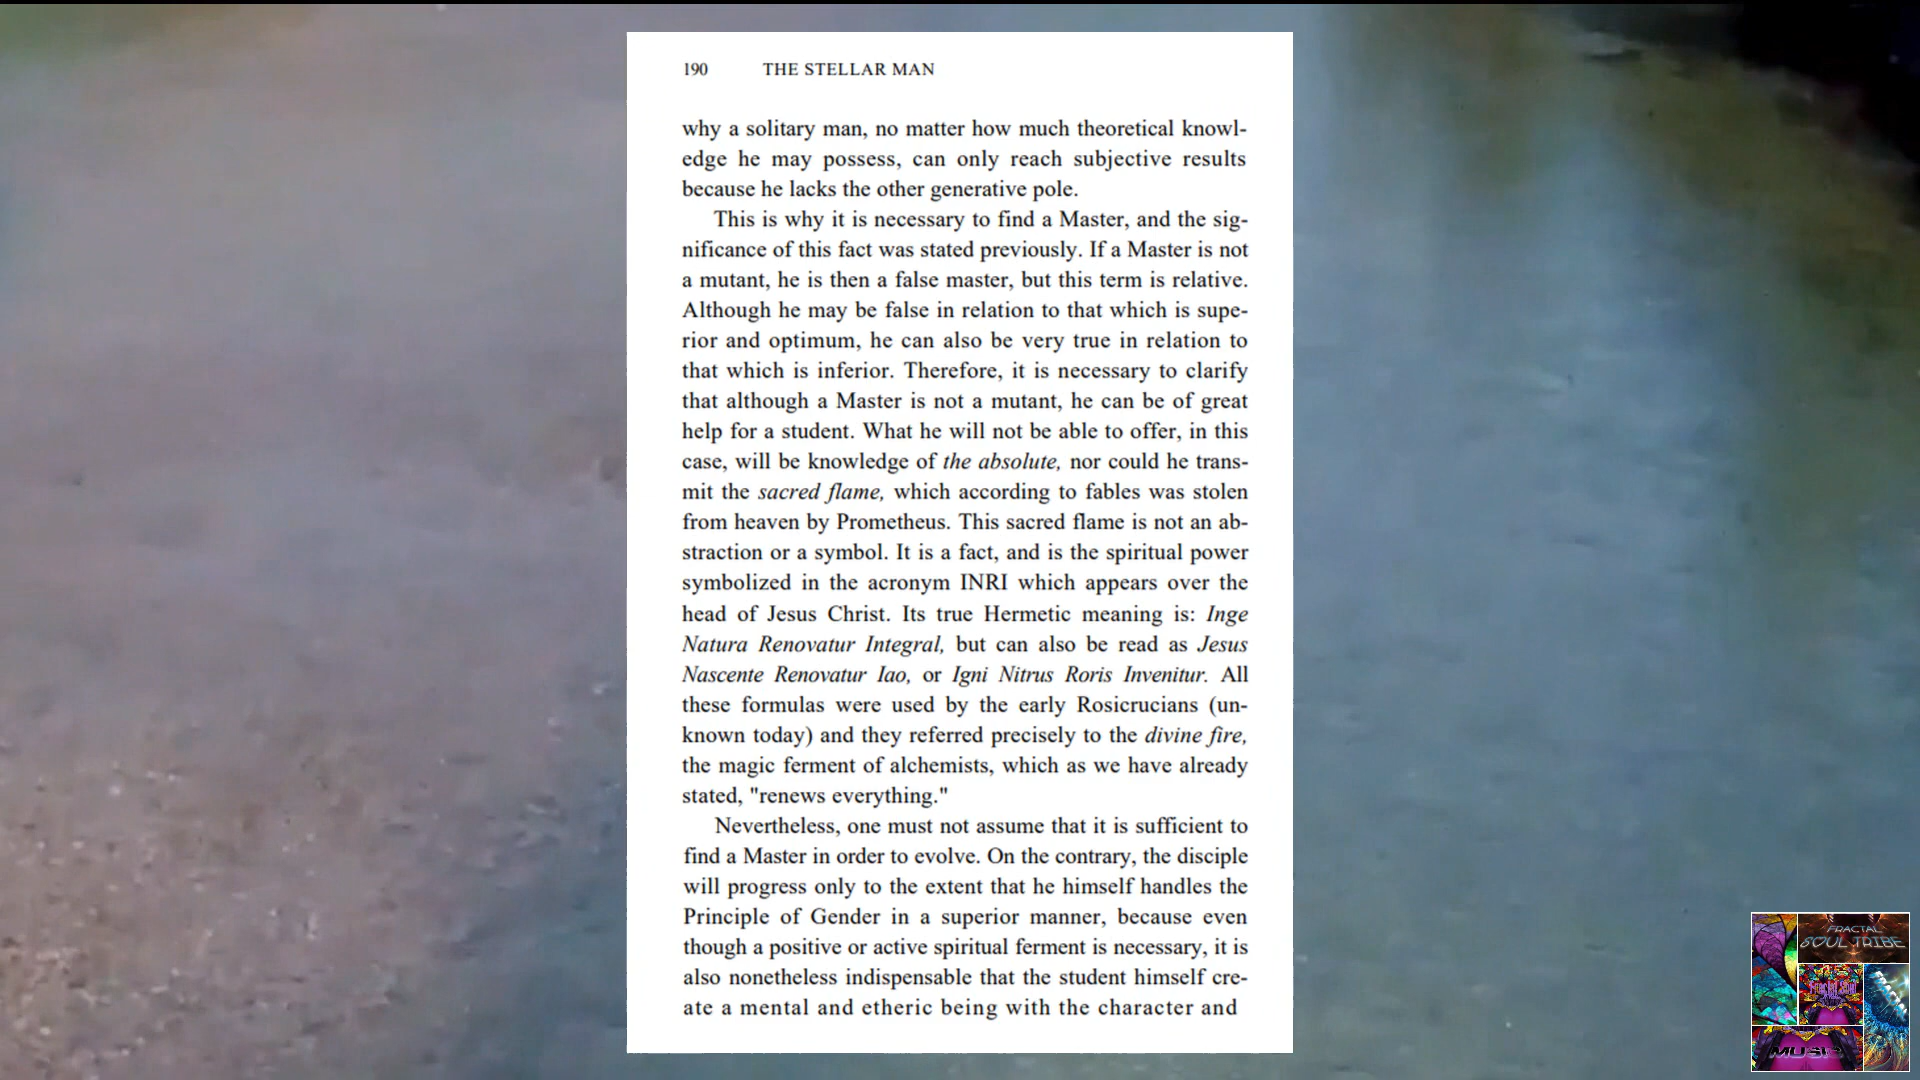 190 THE STELLAR MAN
why a solitary man, no matter how much theoretical knowl-
edge he may possess, can only reach subjective results
because he lacks the other generative pole.
This is why it is necessary to find a Master, and the sig-
nificance of this fact was stated previously. If a Master is not
a mutant, he is then a false master, but this term is relative.
Although he may be false in relation to that which is supe-
rior and optimum, he can also be very true in relation to
that which is inferior. Therefore, it is necessary to clarify
that although a Master is not a mutant, he can be of great
help for a student. What he will not be able to offer, in this
case, will be knowledge of the absolute, nor could he trans-
mit the sacred flame, which according to fables was stolen
from heaven by Prometheus. This sacred flame is not an ab-
straction or a symbol. It is a fact, and is the spiritual power
symbolized in the acronym INRI which appears over the
head of Jesus Christ. Its true Hermetic meaning is: Inge
Natura Renovatur Integral, but can also be read as Jesus
Nascente Renovatur Iao, or Igni Nitrus Roris Invenitur. All
these formulas were used by the early Rosicrucians (un-
known today) and they referred precisely to the divine fire,
the magic ferment of alchemists, which as we have already
stated, "renews everything."
Nevertheless, one must not assume that it is sufficient to
find a Master in order to evolve. On the contrary, the disciple
will progress only to the extent that he himself handles the
Principle of Gender in a superior manner, because even
though a positive or active spiritual ferment is necessary, it is
also nonetheless indispensable that the student himself cre-
ate a mental and etheric being with the character and
FRACTAL
SOUL TRIBE
Fractal Soul
MUSIC